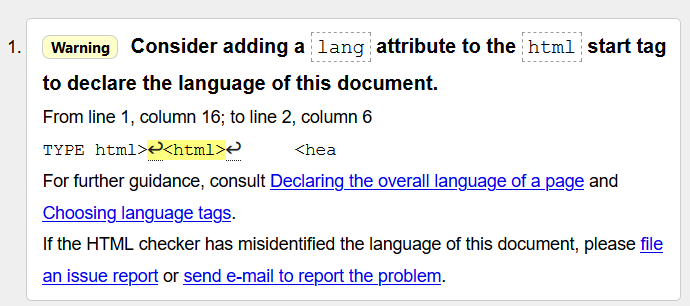 1. Warning Consider adding a lang attribute to the html start tag
to declare the language of this document.
From line 1, column 16; to line 2, column 6
TYPE html>↩<html>↩ <hea
For further guidance, consult Declaring the overall language of a page and
Choosing language tags.
If the HTML checker has misidentified the language of this document, please file
an issue report or send e-mail to report the problem.